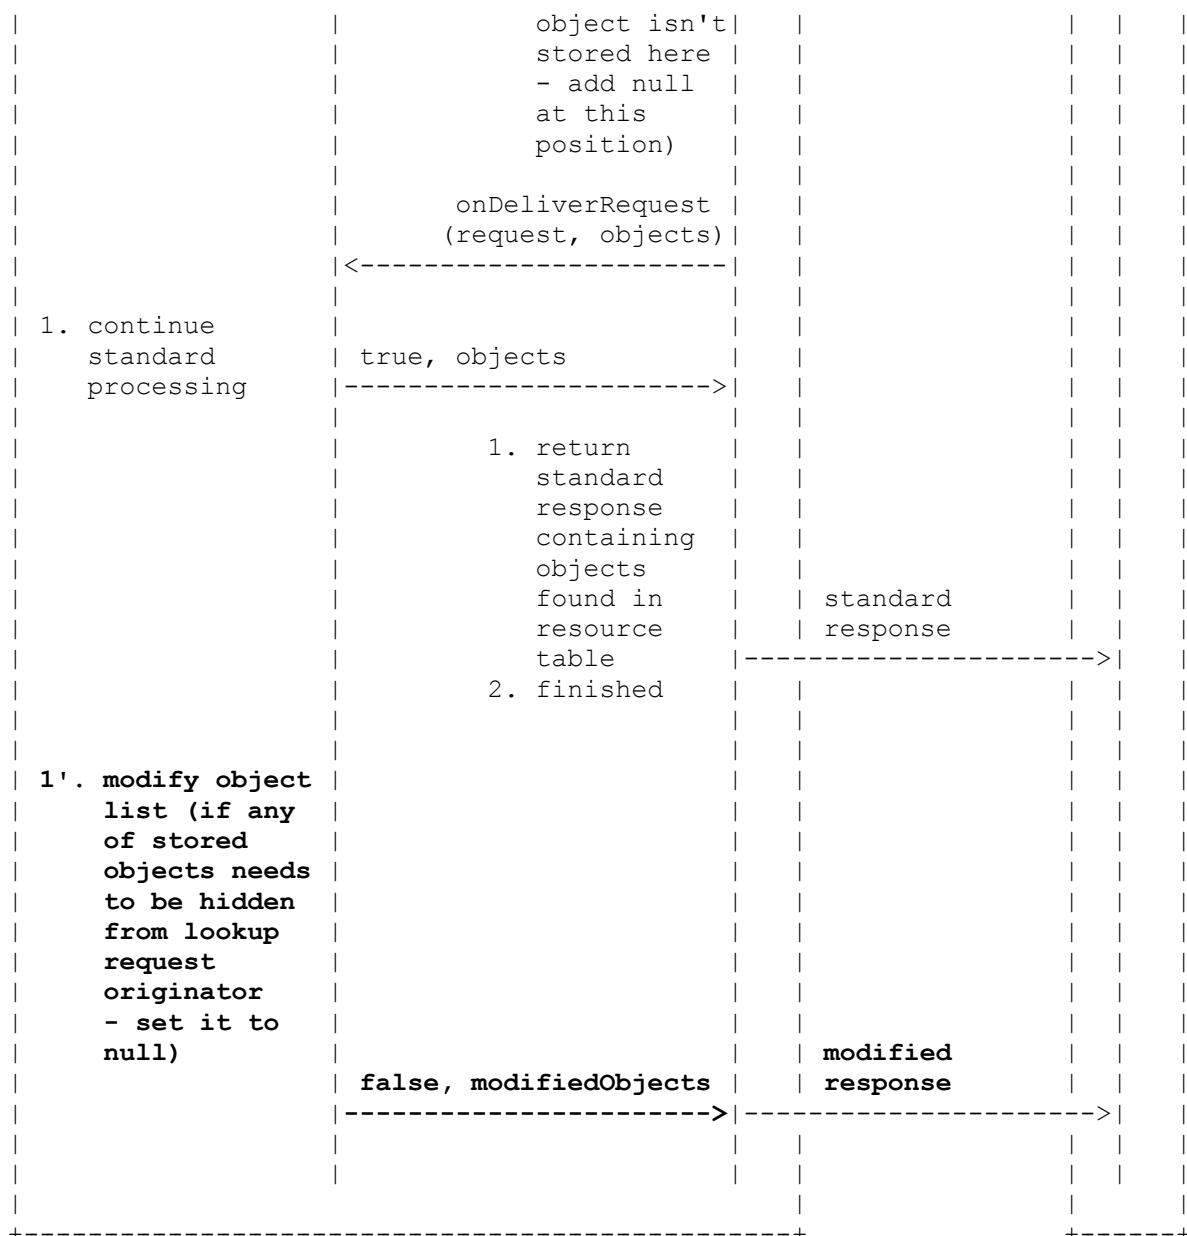 object isn't
stored here
- add null
at this
position)
onDeliverRequest
(request, objects)
1. continue
standard
processing
true, objects
1. return
standard
response
containing
objects
found in
resource
table
2. finished
standard
response
1'. modify object
list (if any
of stored
objects needs
to be hidden
from lookup
request
originator
- set it to
null)
false, modifiedObjects
modified
response